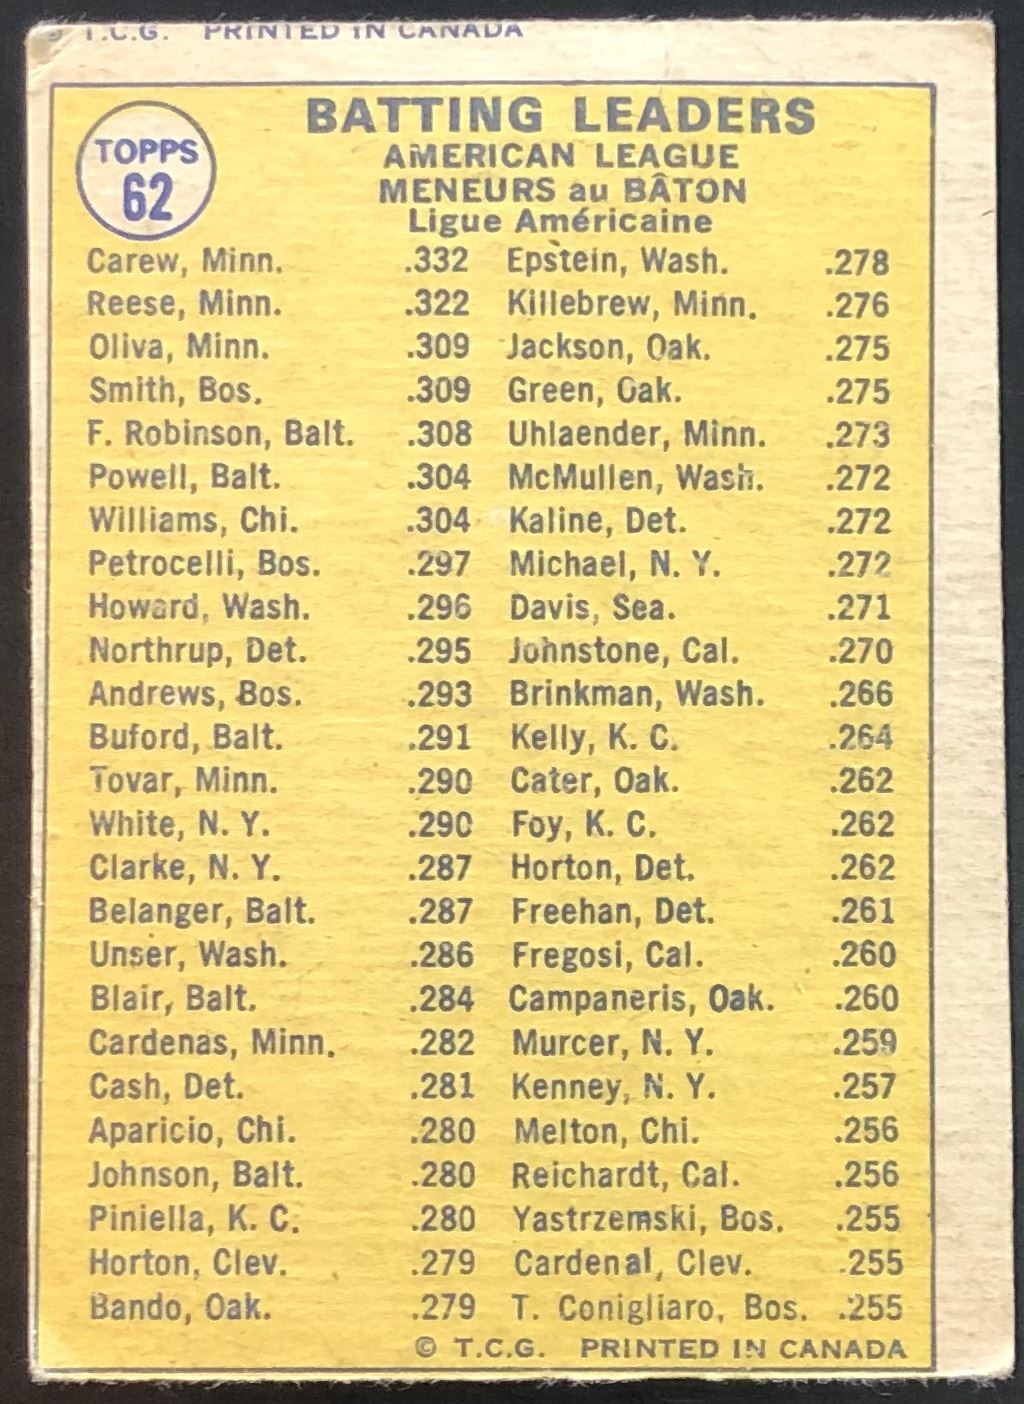 T.C.G. PRINTED IN CANADA
TOPPS
62
BATTING LEADERS
AMERICAN LEAGUE
MENEURS au BÂTON
Ligue Américaine
Carew, Minn. .332 Epstein, Wash. .278
Reese, Minn. .322 Killebrew, Minn. .276
Oliva, Minn. .309 Jackson, Oak. .275
Smith, Bos. .309 Green, Oak. .275
F. Robinson, Balt. .308 Uhlaender, Minn. .273
Powell, Balt. .304 McMullen, Wash. .272
Williams, Chi. .304 Kaline, Det. .272
Petrocelli, Bos. .297 Michael, N. Y. .272
Howard, Wash. .296 Davis, Sea. .271
Northrup, Det. .295 Johnstone, Cal. .270
Andrews, Bos. .293 Brinkman, Wash. .266
Buford, Balt. .291 Kelly, K. C. .264
Tovar, Minn. .290 Cater, Oak. .262
White, N. Y. .290 Foy, K. C. .262
Clarke, N. Y. .287 Horton, Det. .262
Belanger, Balt. .287 Freehan, Det. .261
Unser, Wash. .286 Fregosi, Cal. .260
Blair, Balt. .284 Campaneris, Oak. .260
Cardenas, Minn. .282 Murcer, N. Y. .259
Cash, Det. .281 Kenney, N. Y. .257
Aparicio, Chi. .280 Melton, Chi. .256
Johnson, Balt. .280 Reichardt, Cal. .256
Piniella, K. C. .280 Yastrzemski, Bos. .255
Horton, Clev. .279 Cardenal, Clev. .255
Bando, Oak. .279 T. Conigliaro, Bos. .255
© T.C.G. PRINTED IN CANADA